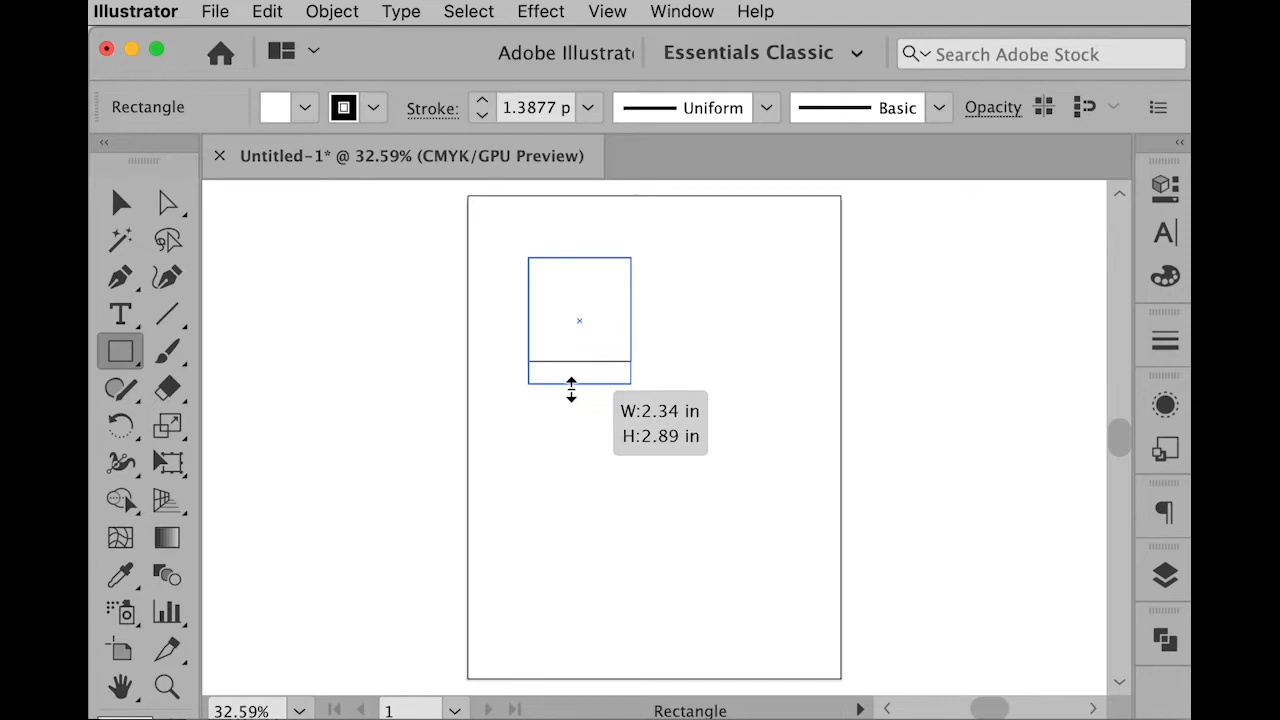 Illustrator File Edit Object Type Select Effect View Window Help
Adobe Illustrat Essentials Classic Search Adobe Stock
Rectangle Stroke: 1.3877 p Uniform Basic Opacity
Untitled-1* @ 32.59% (CMYK/GPU Preview)
W:2.34 in
H:2.89 in
32.59% 1 Rectangle